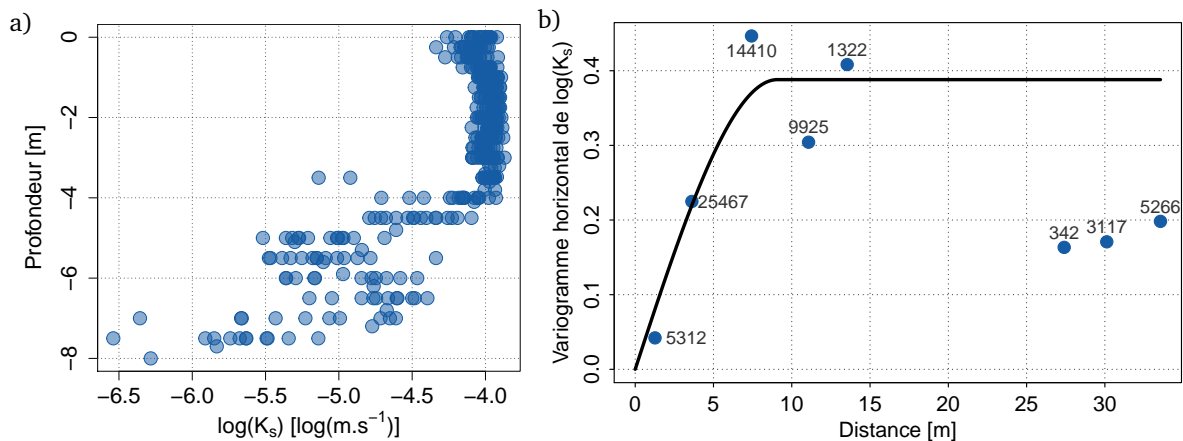 a)
Profondeur [m]
0
−2
−4
−6
−8
−6.5 −6.0 −5.5 −5.0 −4.5 −4.0
log(Ks) [log(m.s−1)]
b)
Variogramme horizontal de log(Ks)
0.4
0.3
0.2
0.1
0.0
14410
1322
9925
25467
5266
3117
342
5312
0 5 10 15 20 25 30
Distance [m]